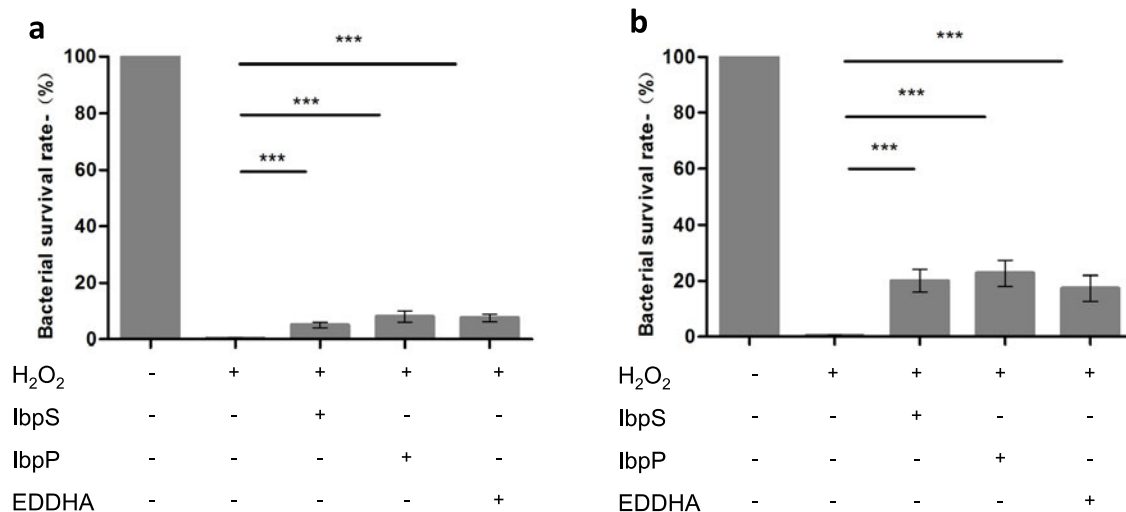 a
***
***
***
Bacterial survival rate- (%)
100
80
60
40
20
0
H₂O₂ - + + + +
IbpS - - + - -
IbpP - - - + -
EDDHA - - - - +
b
***
***
***
Bacterial survival rate- (%)
100
80
60
40
20
0
H₂O₂ - + + + +
IbpS - - + - -
IbpP - - - + -
EDDHA - - - - +